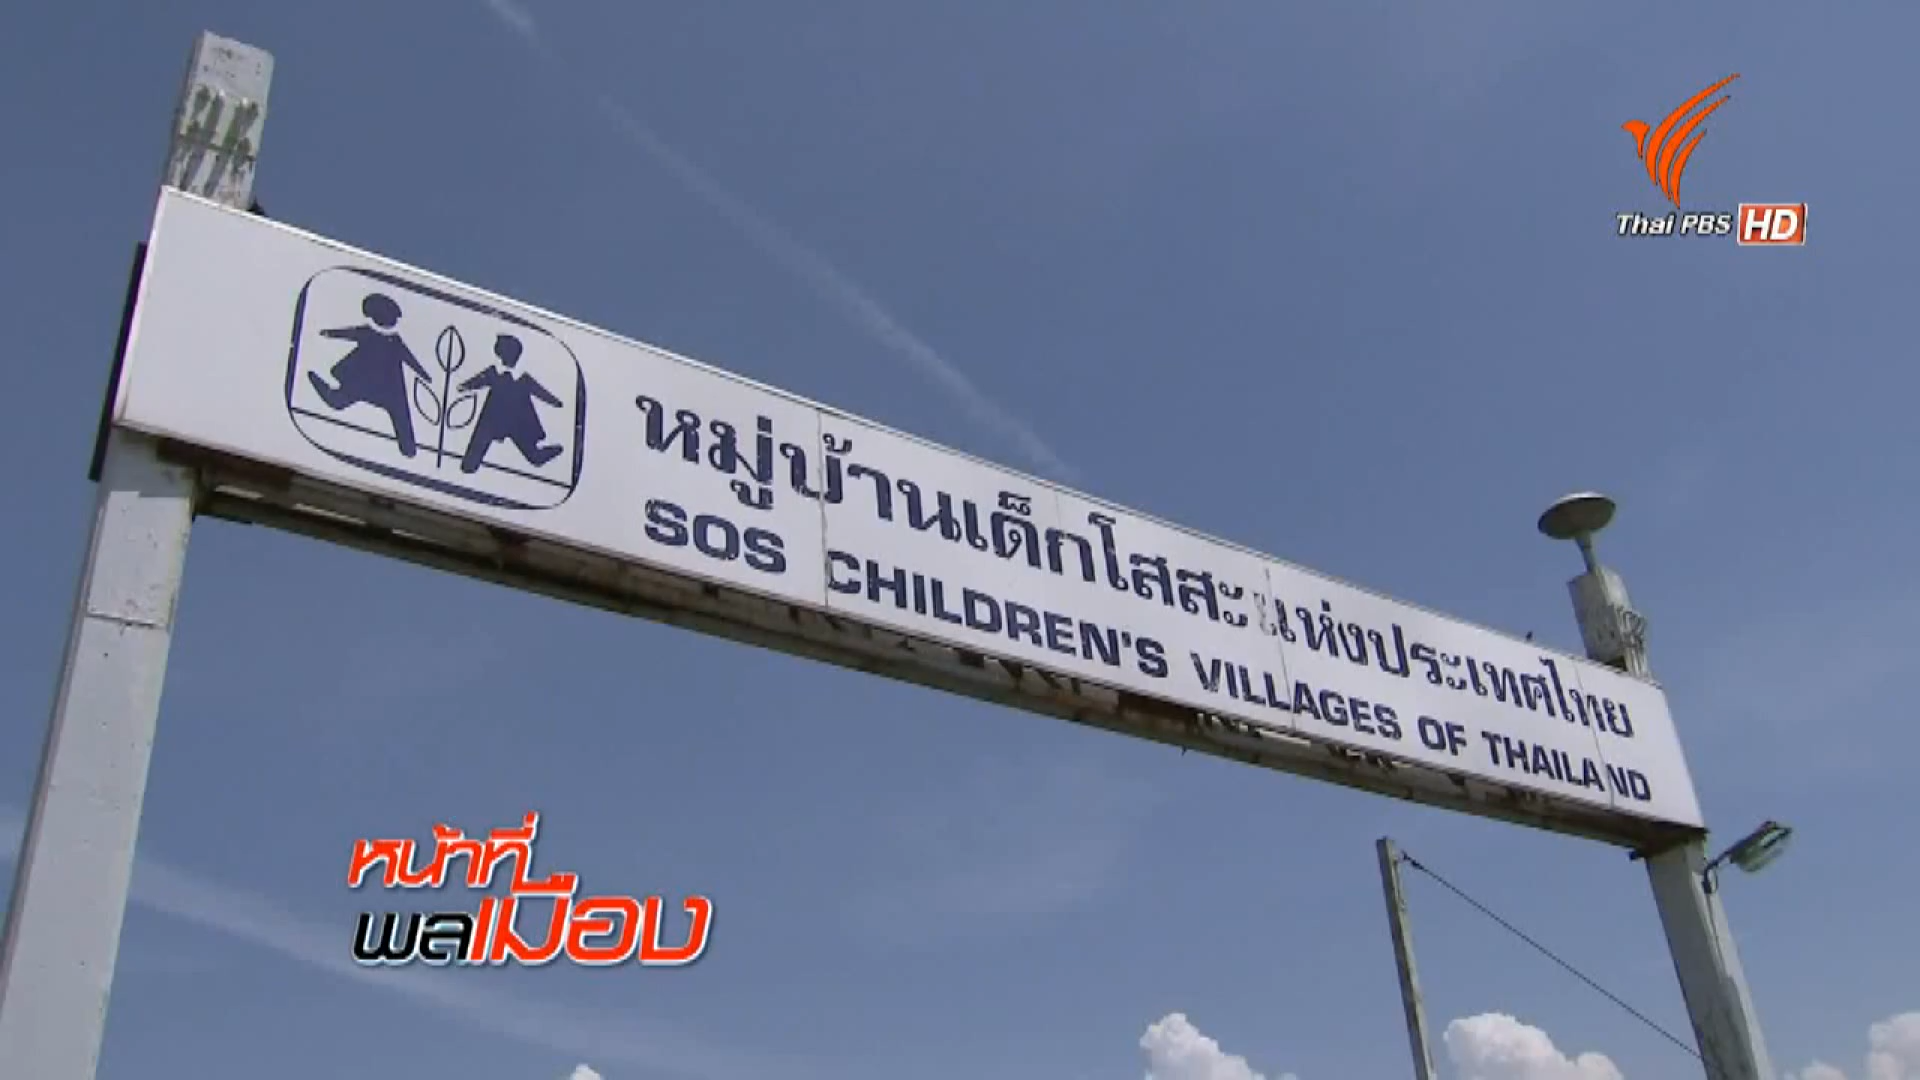 Thai PBS HD
หมู่บ้านเด็กโสสะแห่งประเทศไทย
SOS CHILDREN'S VILLAGES OF THAILAND
หน้าที่
พลเมือง